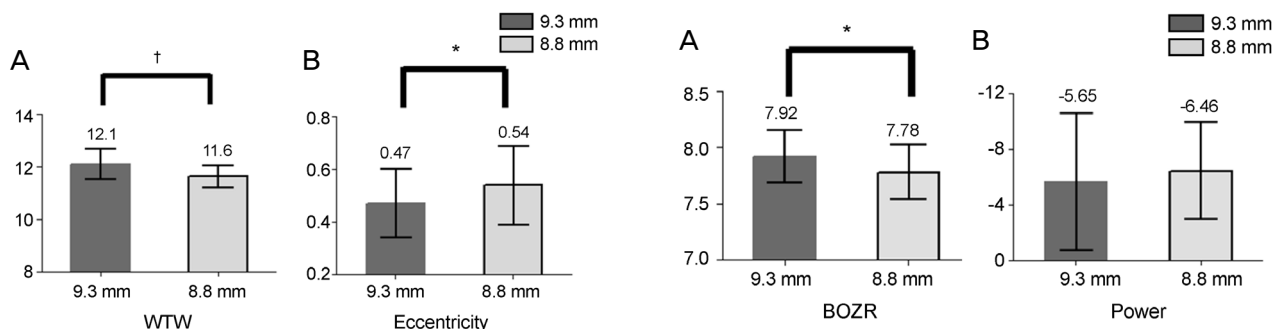 9.3 mm
8.8 mm
A
†
14
12
10
8
12.1
11.6
9.3 mm
8.8 mm
WTW
B
*
0.8
0.6
0.4
0.2
0.47
0.54
9.3 mm
8.8 mm
Eccentricity
9.3 mm
8.8 mm
A
*
8.5
8.0
7.5
7.0
7.92
7.78
9.3 mm
8.8 mm
BOZR
B
-12
-8
-4
0
-5.65
-6.46
9.3 mm
8.8 mm
Power